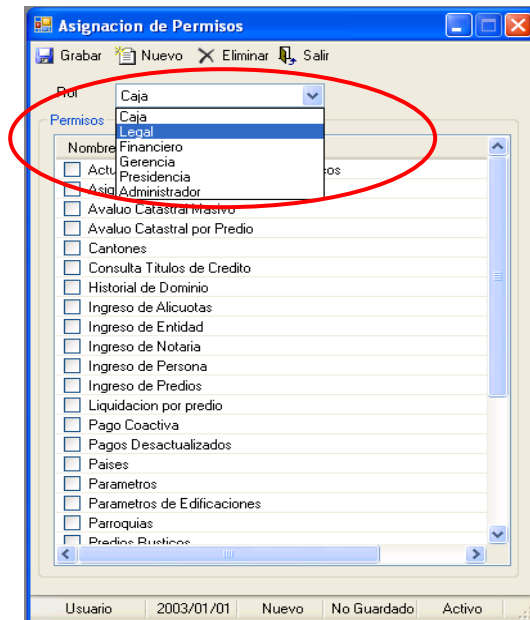 Asignacion de Permisos
Grabar Nuevo Eliminar Salir
Rol Caja
Caja
Legal
Financiero
Gerencia
Presidencia
Administrador
Permisos
Nombre
Avaluo Catastral Masivo
Avaluo Catastral por Predio
Cantones
Consulta Titulos de Credito
Historial de Dominio
Ingreso de Alicuotas
Ingreso de Entidad
Ingreso de Notaria
Ingreso de Persona
Ingreso de Predios
Liquidacion por predio
Pago Coactiva
Pagos Desactualizados
Paises
Parametros
Parametros de Edificaciones
Parroquias
Predios Rusticos
Usuario 2003/01/01 Nuevo No Guardado Activo